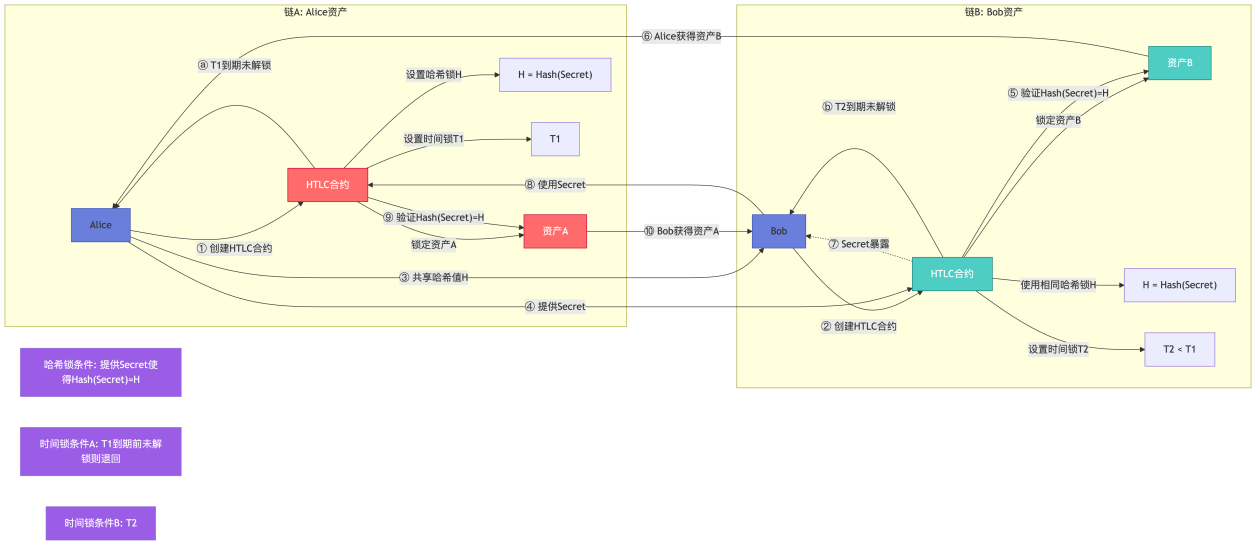 链A: Alice资产
链B: Bob资产
⑥ Alice获得资产B
ⓐ T1到期未解锁
设置哈希锁H
H = Hash(Secret)
资产B
⑤ 验证Hash(Secret)=H
ⓑ T2到期未解锁
锁定资产B
设置时间锁T1
T1
HTLC合约
⑧ 使用Secret
⑨ 验证Hash(Secret)=H
Alice
资产A
⑩ Bob获得资产A
Bob
① 创建HTLC合约
锁定资产A
⑦ Secret暴露
③ 共享哈希值H
HTLC合约
使用相同哈希锁H
H = Hash(Secret)
④ 提供Secret
② 创建HTLC合约
设置时间锁T2
T2 < T1
哈希锁条件: 提供Secret使
得Hash(Secret)=H
时间锁条件A: T1到期前未解
锁则退回
时间锁条件B: T2